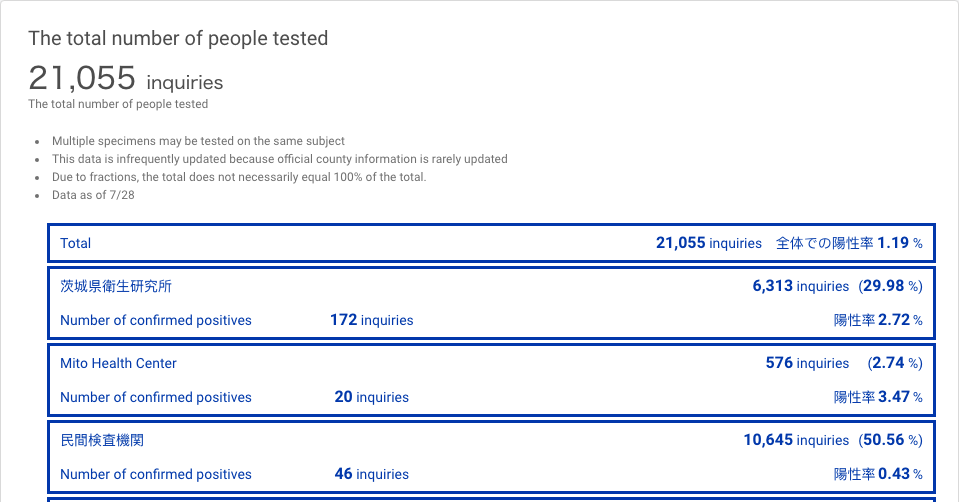 The total number of people tested
21,055 inquiries
The total number of people tested
• Multiple specimens may be tested on the same subject
• This data is infrequently updated because official county information is rarely updated
• Due to fractions, the total does not necessarily equal 100% of the total.
• Data as of 7/28
Total 21,055 inquiries 全体での陽性率 1.19 %
茨城県衛生研究所 6,313 inquiries (29.98 %)
Number of confirmed positives 172 inquiries 陽性率 2.72 %
Mito Health Center 576 inquiries (2.74 %)
Number of confirmed positives 20 inquiries 陽性率 3.47 %
民間検査機関 10,645 inquiries (50.56 %)
Number of confirmed positives 46 inquiries 陽性率 0.43 %